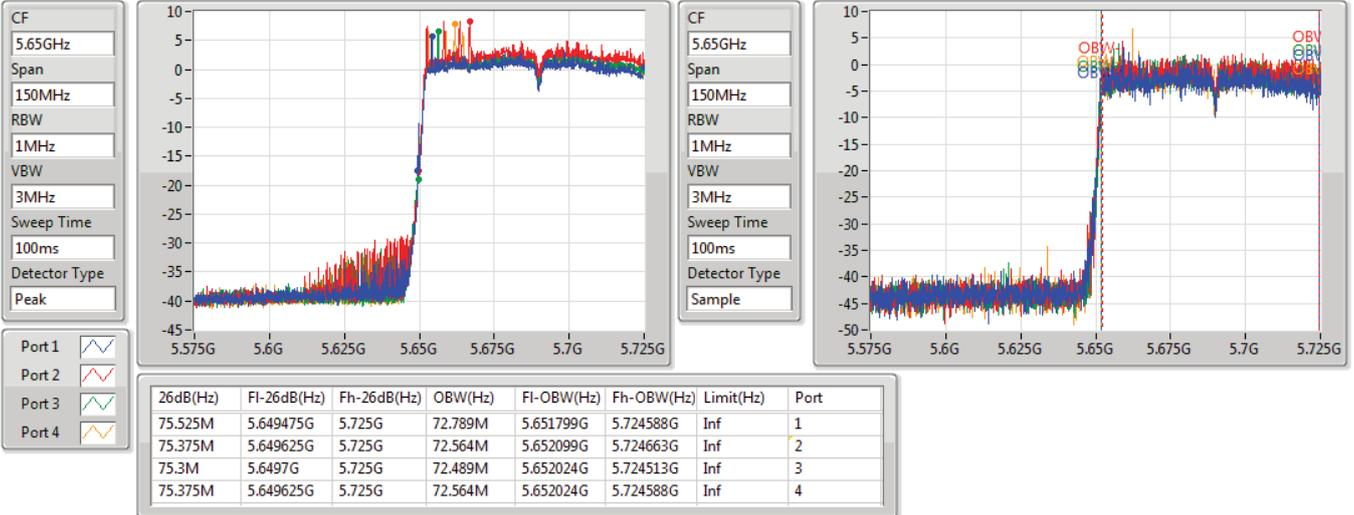 CF
5.65GHz
Span
150MHz
RBW
1MHz
VBW
3MHz
Sweep Time
100ms
Detector Type
Peak
10
5
0
-5
-10
-15
-20
-25
-30
-35
-40
-45
5.575G 5.6G 5.625G 5.65G 5.675G 5.7G 5.725G
CF
5.65GHz
Span
150MHz
RBW
1MHz
VBW
3MHz
Sweep Time
100ms
Detector Type
Sample
10
5
0
-5
-10
-15
-20
-25
-30
-35
-40
-45
-50
OBW
OBW
5.575G 5.6G 5.625G 5.65G 5.675G 5.7G 5.725G
Port 1
Port 2
Port 3
Port 4
26dB(Hz) Fl-26dB(Hz) Fh-26dB(Hz) OBW(Hz) Fl-OBW(Hz) Fh-OBW(Hz) Limit(Hz) Port
75.525M 5.649475G 5.725G 72.789M 5.651799G 5.724588G Inf 1
75.375M 5.649625G 5.725G 72.564M 5.652099G 5.724663G Inf 2
75.3M 5.6497G 5.725G 72.489M 5.652024G 5.724513G Inf 3
75.375M 5.649625G 5.725G 72.564M 5.652024G 5.724588G Inf 4